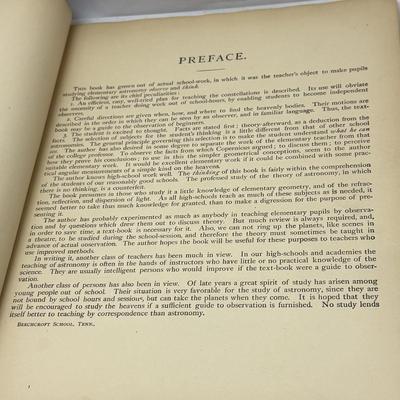 PREFACE.
THIS book has grown out of actual school-work, in which it was the teacher's object to make pupils
studying elementary astronomy observe and think.
The following are its chief peculiarities:
1. An efficient, easy, well-tried plan for teaching the constellations is described. Its use will obviate
the necessity of a teacher doing work out of school-hours, by enabling students to become independent
observers.
2. Careful directions are given when, how, and where to find the heavenly bodies. Their motions are
described in the order in which they can be seen by an observer, and in familiar language. Thus, the text-
book may be a guide to the observation of beginners.
3. The student is excited to thought. Facts are stated first; theory afterward, as a deduction from the
facts. The selection of subjects for the student's thinking is a little different from that of other school
astronomies. The general principle governing this selection is to make the elementary teacher
of the college professor. To observe the facts from which Copernicus argued; to discuss them; to perceive
how they prove his conclusions; to use in this the simpler geometrical conceptions, seems to the author
suitable elementary work. It would be excellent elementary work if it could be combined with some prac-
tical angular measurements of a simple kind, on the heavens.
The author knows high-school work well. The thinking of this book is fairly within the comprehension
of the students of our reasonably good schools. The professed study of the theory of astronomy, in which
there is no thinking, is a counterfeit.
The book presumes in those who study it a little knowledge of elementary geometry, and of the refrac-
tion, reflection, and dispersion of light. As all high-schools teach as much of these subjects as is needed, it
seemed better to take thus much knowledge for granted, than to make a digression for the purpose of pre-
senting it.
The author has probably experimented as much as anybody in teaching elementary pupils by observa-
tion and by questions which drew them out to discuss theory. But much review is always required, and,
in order to save time, a text-book is necessary for it. Also, we can not ring up the planets, like scenes in
a theatre, to be studied during the school-session, and therefore the theory must sometimes be taught in
advance of actual observation. The author hopes the book will be useful for these purposes to teachers who
use improved methods.
In writing it, another class of teachers has been much in view. In our high-schools and academies the
teaching of astronomy is often in the hands of instructors who have little or no practical knowledge of the
science. They are usually intelligent persons who would improve if the text-book were a guide to obser-
vation.
Another class of persons has also been in view. Of late years a great spirit of study has arisen among
young people out of school. Their situation is very favorable for the study of astronomy, since they are
not bound by school hours and sessions, but can take the planets when they come. It is hoped that they
will be encouraged to study the heavens if a sufficient guide to observation is furnished. No study lends
itself better to teaching by correspondence than astronomy.
BEECHCROFT SCHOOL, TENN.